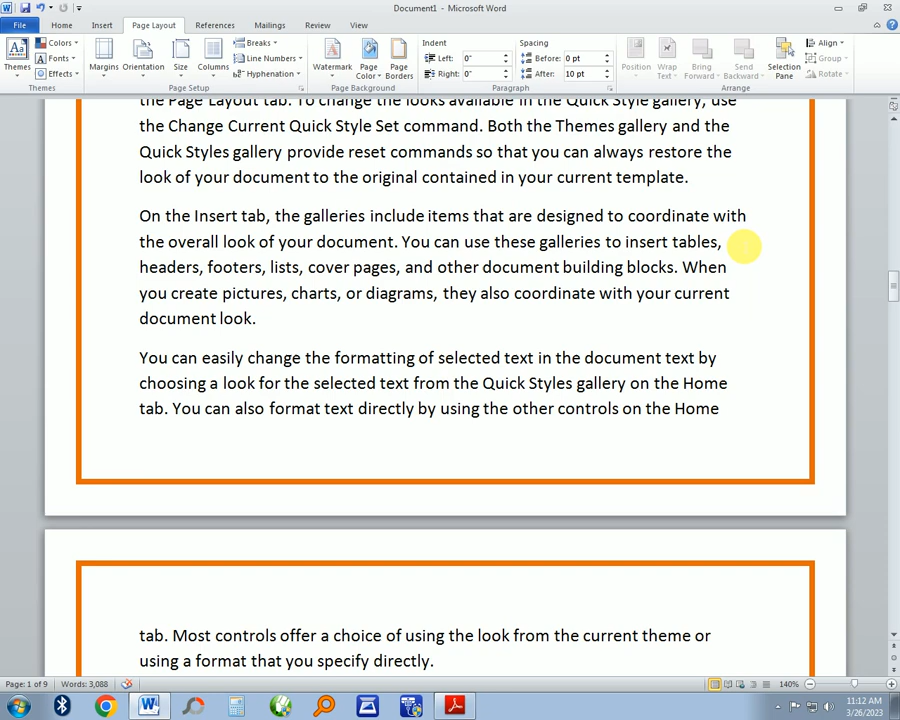 Document1 - Microsoft Word
File Home Insert Page Layout References Mailings Review View
Themes Colors Fonts Effects
Margins Orientation Size Columns Breaks Line Numbers Hyphenation
Watermark Page Color Page Borders
Indent Left: 0" Right: 0"
Spacing Before: 0 pt After: 10 pt
Position Wrap Text Bring Forward Send Backward Selection Pane Align Group Rotate
Themes Page Setup Page Background Paragraph Arrange
the Page Layout tab. To change the looks available in the Quick Style gallery, use
the Change Current Quick Style Set command. Both the Themes gallery and the
Quick Styles gallery provide reset commands so that you can always restore the
look of your document to the original contained in your current template.
On the Insert tab, the galleries include items that are designed to coordinate with
the overall look of your document. You can use these galleries to insert tables,
headers, footers, lists, cover pages, and other document building blocks. When
you create pictures, charts, or diagrams, they also coordinate with your current
document look.
You can easily change the formatting of selected text in the document text by
choosing a look for the selected text from the Quick Styles gallery on the Home
tab. You can also format text directly by using the other controls on the Home
tab. Most controls offer a choice of using the look from the current theme or
using a format that you specify directly.
Page: 1 of 9 Words: 3,088 140%
11:12 AM
3/26/2023